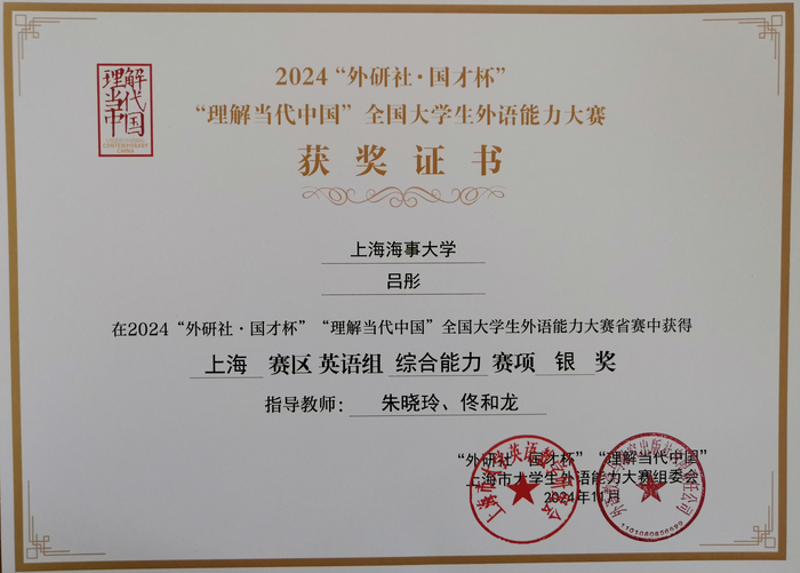 理解
当代
中国
CONTEMPORARY
CHINA
2024“外研社·国才杯”
“理解当代中国”全国大学生外语能力大赛
获奖证书
上海海事大学
吕彤
在2024“外研社·国才杯”“理解当代中国”全国大学生外语能力大赛省赛中获得
上海 赛区 英语组 综合能力 赛项 银 奖
指导教师： 朱晓玲、佟和龙
“外研社·国才杯”“理解当代中国”
上海市大学生外语能力大赛组委会
2024年11月